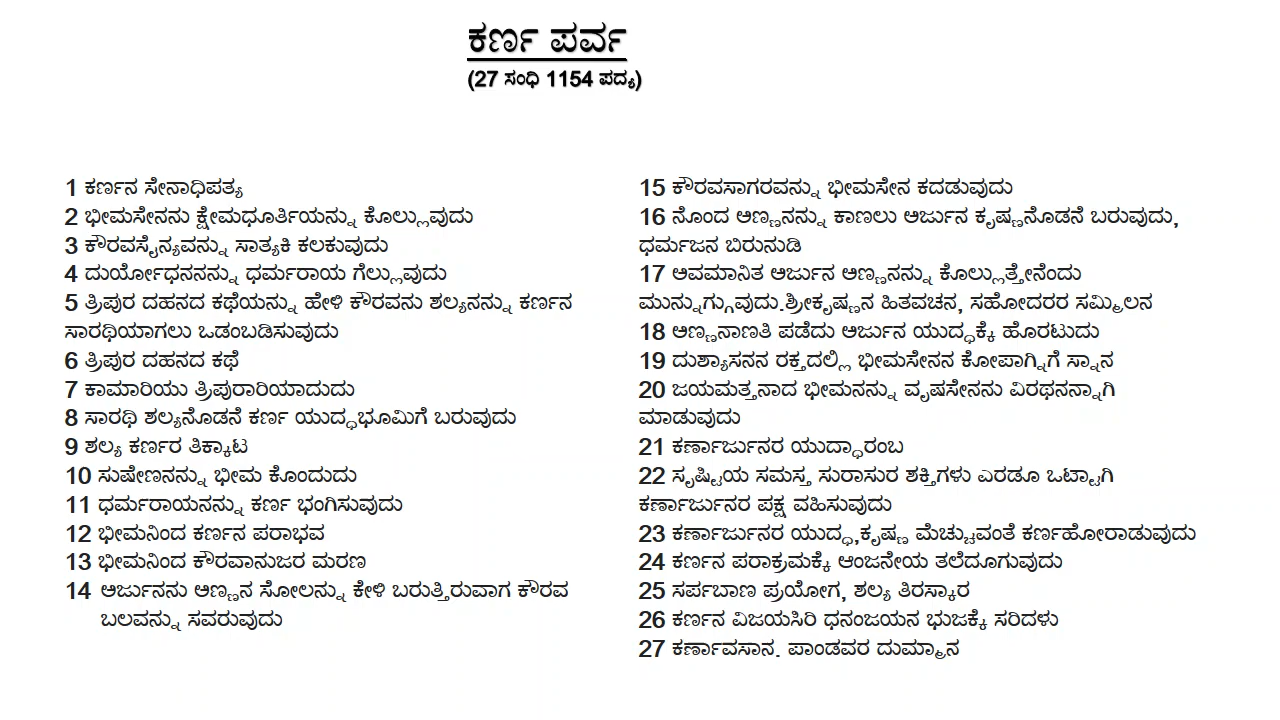 ಕರ್ಣ ಪರ್ವ
(27 ಸಂಧಿ 1154 ಪದ್ಯ)
1 ಕರ್ಣನ ಸೇನಾಧಿಪತ್ಯ
2 ಭೀಮಸೇನನು ಕ್ಷೇಮಧೂರ್ತಿಯನ್ನು ಕೊಲ್ಲುವುದು
3 ಕೌರವಸೈನ್ಯವನ್ನು ಸಾತ್ಯಕಿ ಕಲಕುವುದು
4 ದುರ್ಯೋಧನನನ್ನು ಧರ್ಮರಾಯ ಗೆಲ್ಲುವುದು
5 ತ್ರಿಪುರ ದಹನದ ಕಥೆಯನ್ನು ಹೇಳಿ ಕೌರವನು ಶಲ್ಯನನ್ನು ಕರ್ಣನ
ಸಾರಥಿಯಾಗಲು ಒಡಂಬಡಿಸುವುದು
6 ತ್ರಿಪುರ ದಹನದ ಕಥೆ
7 ಕಾಮಾರಿಯು ತ್ರಿಪುರಾರಿಯಾದುದು
8 ಸಾರಥಿ ಶಲ್ಯನೊಡನೆ ಕರ್ಣ ಯುದ್ಧಭೂಮಿಗೆ ಬರುವುದು
9 ಶಲ್ಯ ಕರ್ಣರ ತಿಕ್ಕಾಟ
10 ಸುಷೇಣನನ್ನು ಭೀಮ ಕೊಂದುದು
11 ಧರ್ಮರಾಯನನ್ನು ಕರ್ಣ ಭಂಗಿಸುವುದು
12 ಭೀಮನಿಂದ ಕರ್ಣನ ಪರಾಭವ
13 ಭೀಮನಿಂದ ಕೌರವಾನುಜರ ಮರಣ
14 ಅರ್ಜುನನು ಅಣ್ಣನ ಸೋಲನ್ನು ಕೇಳಿ ಬರುತ್ತಿರುವಾಗ ಕೌರವ
ಬಲವನ್ನು ಸವರುವುದು
15 ಕೌರವಸಾಗರವನ್ನು ಭೀಮಸೇನ ಕದಡುವುದು
16 ನೊಂದ ಅಣ್ಣನನ್ನು ಕಾಣಲು ಅರ್ಜುನ ಕೃಷ್ಣನೊಡನೆ ಬರುವುದು,
ಧರ್ಮಜನ ಬಿರುನುಡಿ
17 ಅವಮಾನಿತ ಅರ್ಜುನ ಅಣ್ಣನನ್ನು ಕೊಲ್ಲುತ್ತೇನೆಂದು
ಮುನ್ನುಗ್ಗುವುದು.ಶ್ರೀಕೃಷ್ಣನ ಹಿತವಚನ, ಸಹೋದರರ ಸಮ್ಮಿಲನ
18 ಅಣ್ಣನಾಣತಿ ಪಡೆದು ಅರ್ಜುನ ಯುದ್ಧಕ್ಕೆ ಹೊರಟುದು
19 ದುಶ್ಯಾಸನನ ರಕ್ತದಲ್ಲಿ ಭೀಮಸೇನನ ಕೋಪಾಗ್ನಿಗೆ ಸ್ನಾನ
20 ಜಯಮತ್ತನಾದ ಭೀಮನನ್ನು ವೃಷಸೇನನು ವಿರಥನನ್ನಾಗಿ
ಮಾಡುವುದು
21 ಕರ್ಣಾರ್ಜುನರ ಯುದ್ಧಾರಂಬ
22 ಸೃಷ್ಟಿಯ ಸಮಸ್ತ ಸುರಾಸುರ ಶಕ್ತಿಗಳು ಎರಡೂ ಒಟ್ಟಾಗಿ
ಕರ್ಣಾರ್ಜುನರ ಪಕ್ಷ ವಹಿಸುವುದು
23 ಕರ್ಣಾರ್ಜುನರ ಯುದ್ಧ,ಕೃಷ್ಣ ಮೆಚ್ಚುವಂತೆ ಕರ್ಣಹೋರಾಡುವುದು
24 ಕರ್ಣನ ಪರಾಕ್ರಮಕ್ಕೆ ಆಂಜನೇಯ ತಲೆದೂಗುವುದು
25 ಸರ್ಪಬಾಣ ಪ್ರಯೋಗ, ಶಲ್ಯ ತಿರಸ್ಕಾರ
26 ಕರ್ಣನ ವಿಜಯಸಿರಿ ಧನಂಜಯನ ಭುಜಕ್ಕೆ ಸರಿದಳು
27 ಕರ್ಣಾವಸಾನ. ಪಾಂಡವರ ದುಮ್ಮಾನ